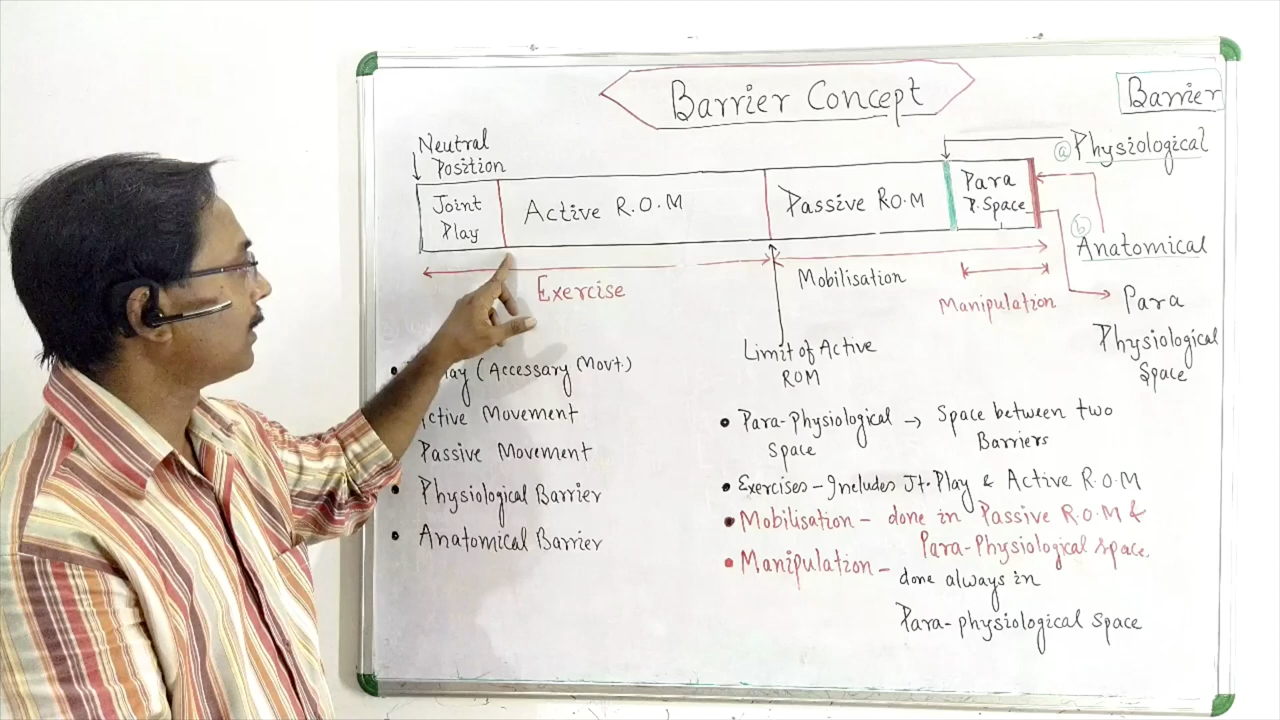 Barrier Concept
Barrier
Neutral
Position
ⓐ Physiological
Joint
Play
Active R.O.M
Passive R.O.M
Para
P. Space
ⓑ
Anatomical
Exercise
Mobilisation
Manipulation
Para
Physiological
Space
Limit of Active
ROM
(Accessary Mov't.)
Movement
Passive Movement
• Physiological Barrier
• Anatomical Barrier
• Para-Physiological → Space between two
Space Barriers
• Exercises - Includes Jt. Play & Active R.O.M
• Mobilisation - done in Passive R.O.M &
Para-Physiological space.
• Manipulation - done always in
Para-physiological space